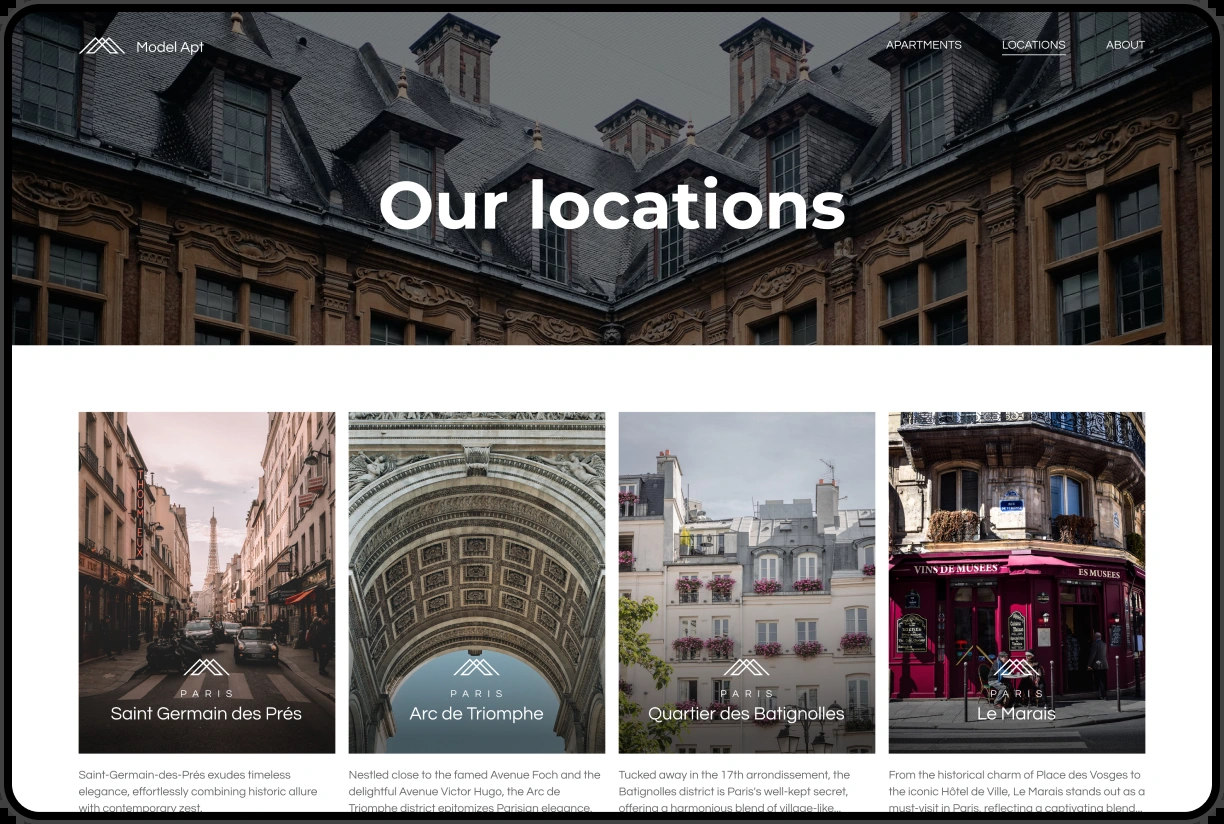 Model Apt
APARTMENTS
LOCATIONS
ABOUT
Our locations
HOTVIEUX
VINS DE MUSEES
ES MUSEES
PARIS
Saint Germain des Prés
PARIS
Arc de Triomphe
PARIS
Quartier des Batignolles
PARIS
Le Marais
Saint-Germain-des-Prés exudes timeless
elegance, effortlessly combining historic allure
with contemporary zest.
Nestled close to the famed Avenue Foch and the
delightful Avenue Victor Hugo, the Arc de
Triomphe district epitomizes Parisian elegance.
Tucked away in the 17th arrondissement, the
Batignolles district is Paris's well-kept secret,
offering a harmonious blend of village-like...
From the historical charm of Place des Vosges to
the iconic Hôtel de Ville, Le Marais stands out as a
must-visit in Paris, reflecting a captivating blend...